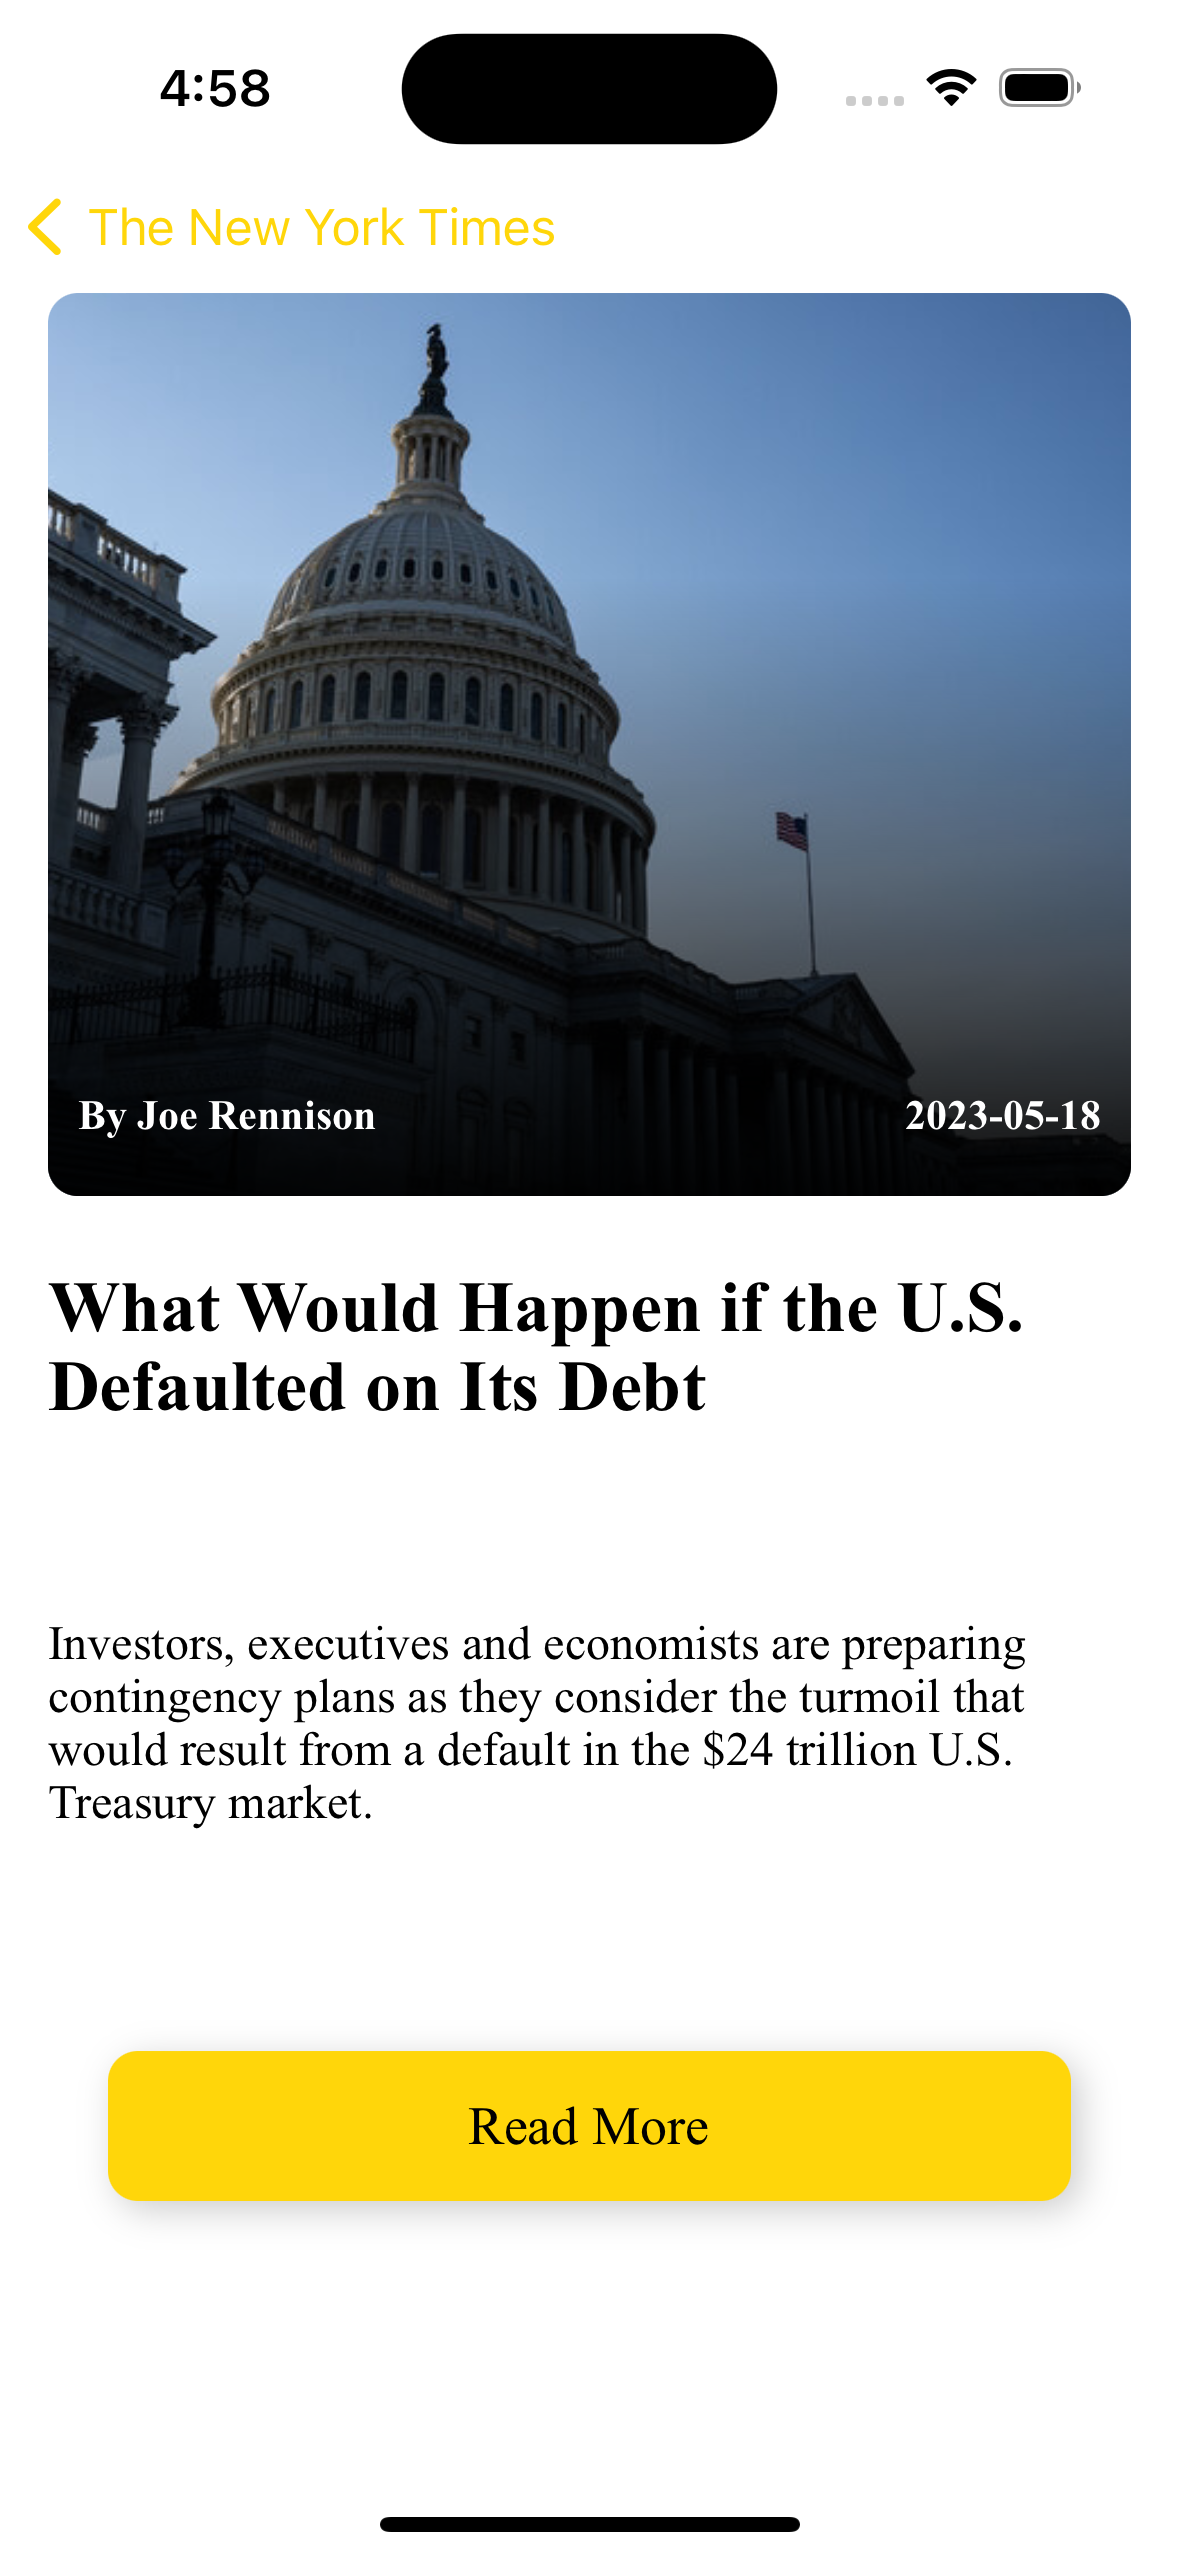 4:58
The New York Times
By Joe Rennison
2023-05-18
What Would Happen if the U.S.
Defaulted on Its Debt
Investors, executives and economists are preparing
contingency plans as they consider the turmoil that
would result from a default in the $24 trillion U.S.
Treasury market.
Read More